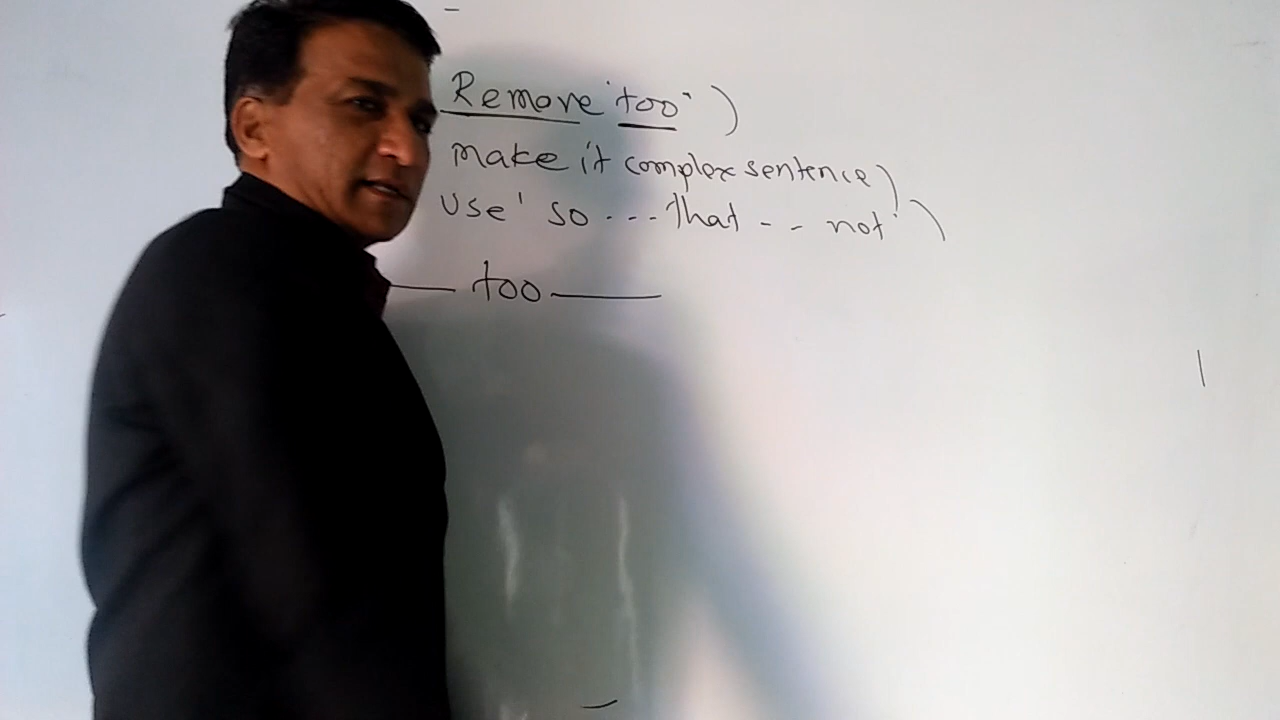 Remove 'too')
make it complex sentence)
Use 'so ... that -- not')
— too —